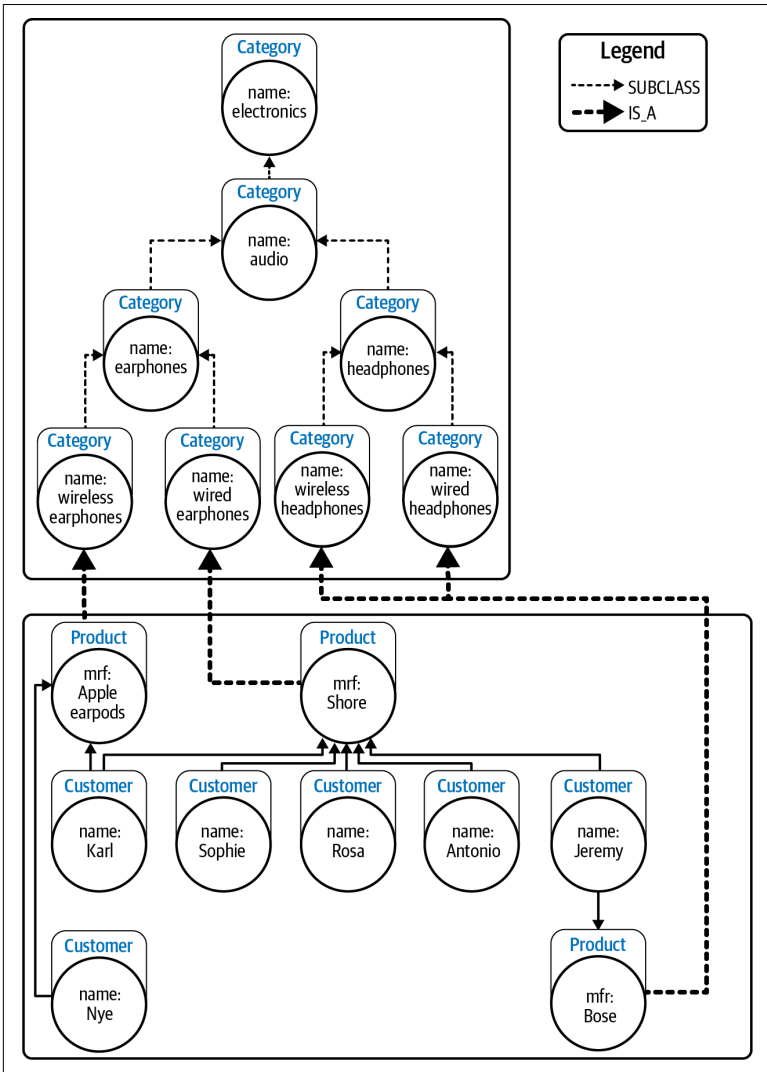 Category
name:
electronics
Legend
SUBCLASS
IS_A
Category
name:
audio
Category
name:
earphones
Category
name:
headphones
Category
name:
wireless
earphones
Category
name:
wired
earphones
Category
name:
wireless
headphones
Category
name:
wired
headphones
Product
mrf:
Apple
earpods
Product
mrf:
Shore
Customer
name:
Karl
Customer
name:
Sophie
Customer
name:
Rosa
Customer
name:
Antonio
Customer
name:
Jeremy
Customer
name:
Nye
Product
mfr:
Bose